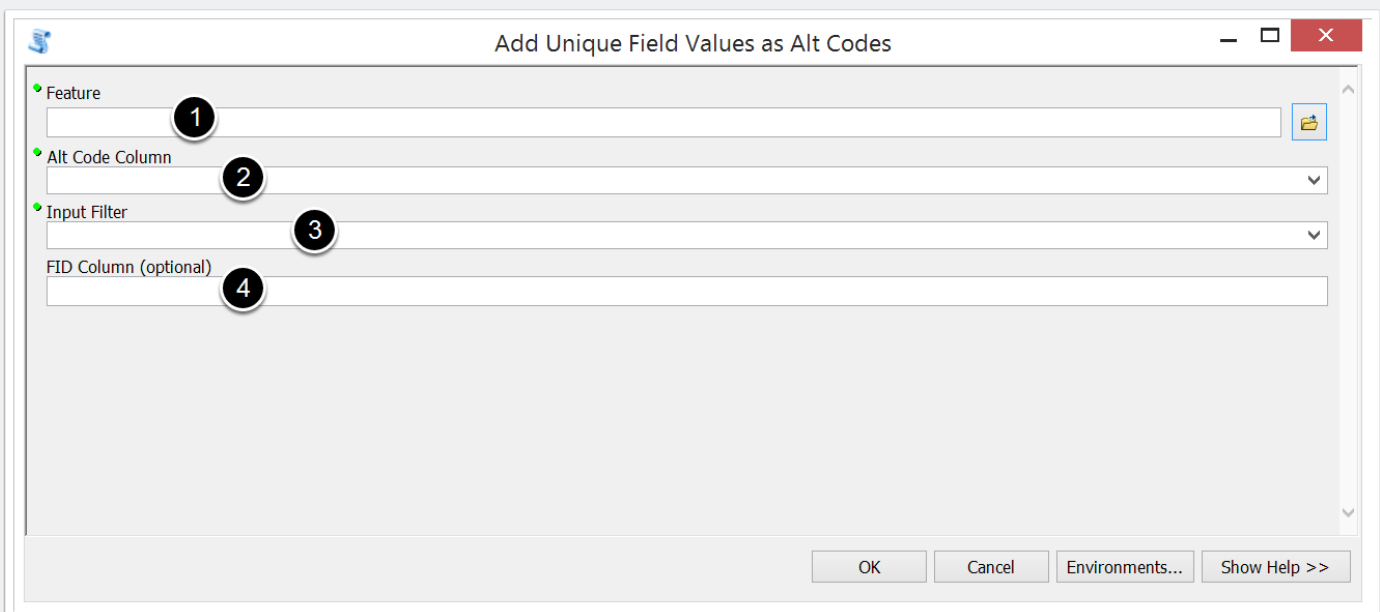 Add Unique Field Values as Alt Codes
Feature
1
Alt Code Column
2
Input Filter
3
FID Column (optional)
4
OK Cancel Environments... Show Help >>